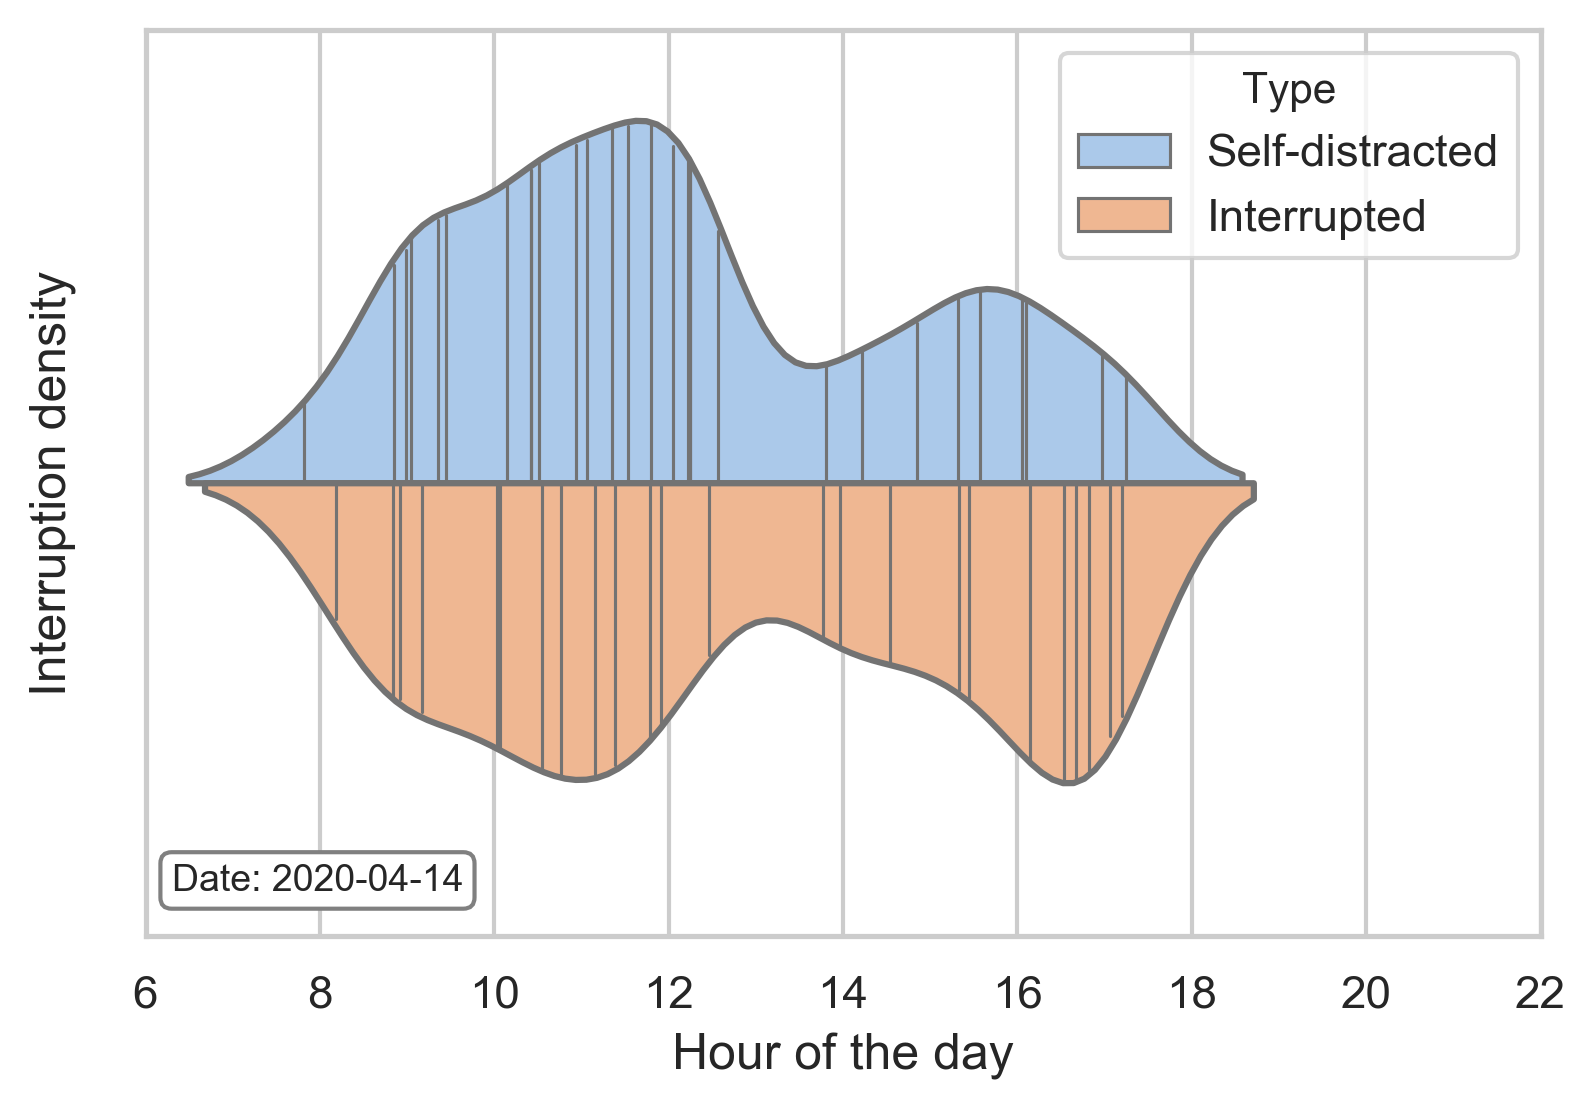 Type
Self-distracted
Interrupted
Interruption density
Date: 2020-04-14
6 8 10 12 14 16 18 20 22
Hour of the day